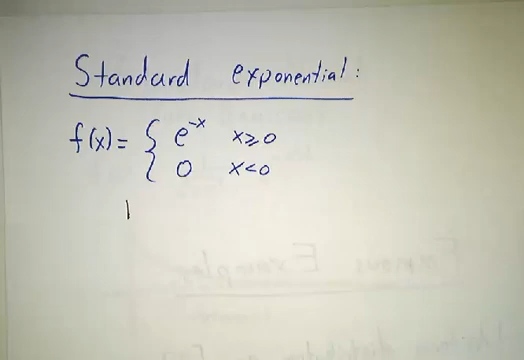 Standard exponential:
f(x) = { e^-x x≥0
0 x<0